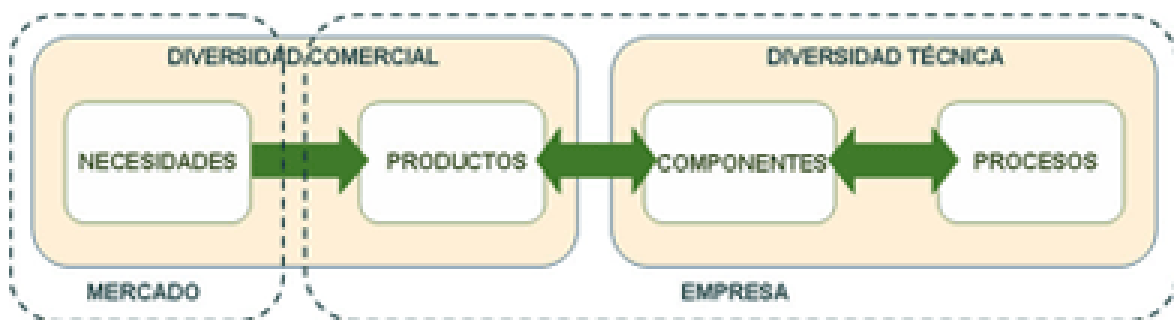 DIVERSIDAD COMERCIAL
DIVERSIDAD TÉCNICA
NECESIDADES
PRODUCTOS
COMPONENTES
PROCESOS
MERCADO
EMPRESA